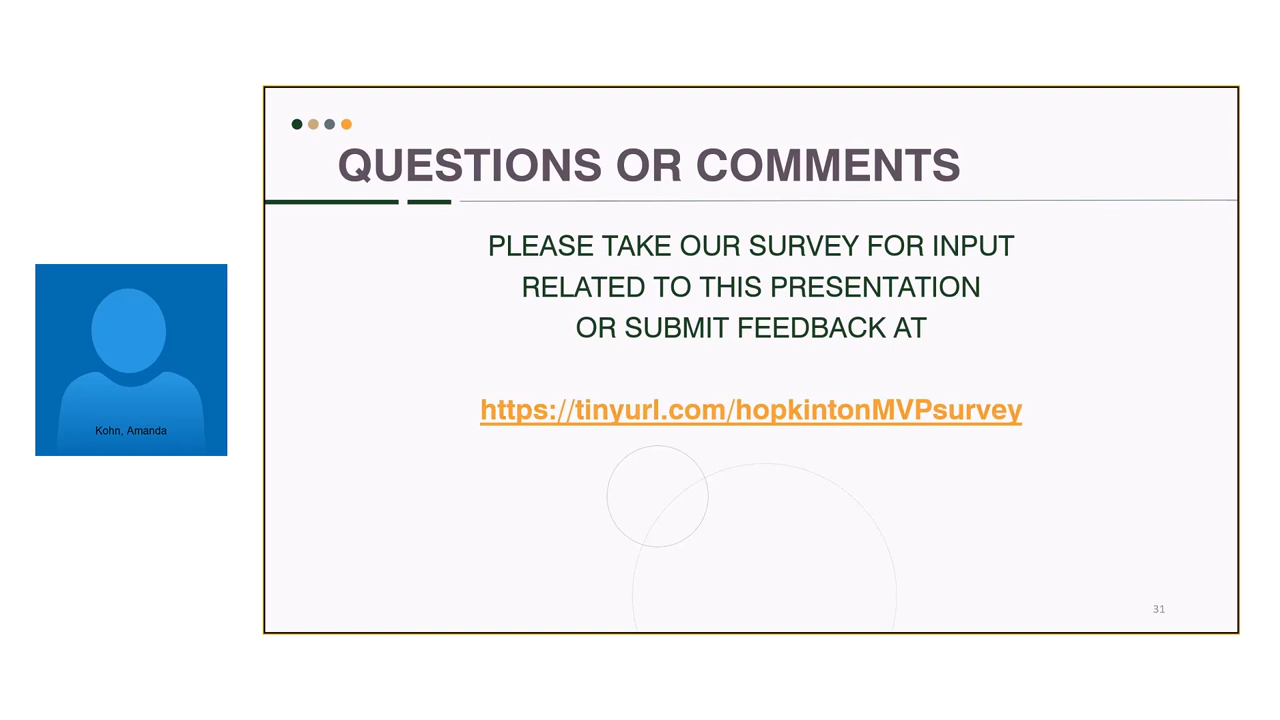 QUESTIONS OR COMMENTS
PLEASE TAKE OUR SURVEY FOR INPUT
RELATED TO THIS PRESENTATION
OR SUBMIT FEEDBACK AT
https://tinyurl.com/hopkintonMVPsurvey
Kohn, Amanda
31